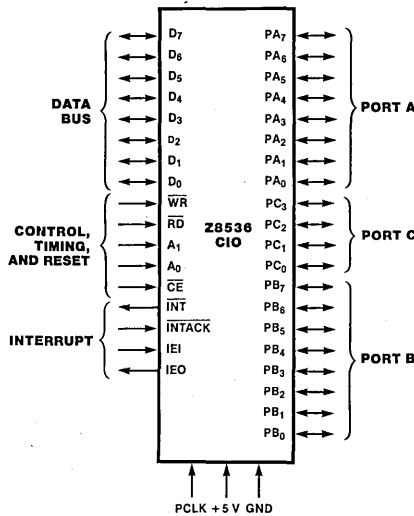 D7 PA7
D6 PA6
D5 PA5
DATA BUS D4 PA4 PORT A
D3 PA3
D2 PA2
D1 PA1
D0 PA0
WR PC3
CONTROL, TIMING, AND RESET RD PC2 PORT C
A1 Z8536 CIO PC1
A0 PC0
CE PB7
INT PB6
INTERRUPT INTACK PB5 PORT B
IEI PB4
IEO PB3
PB2
PB1
PB0
PCLK +5 V GND